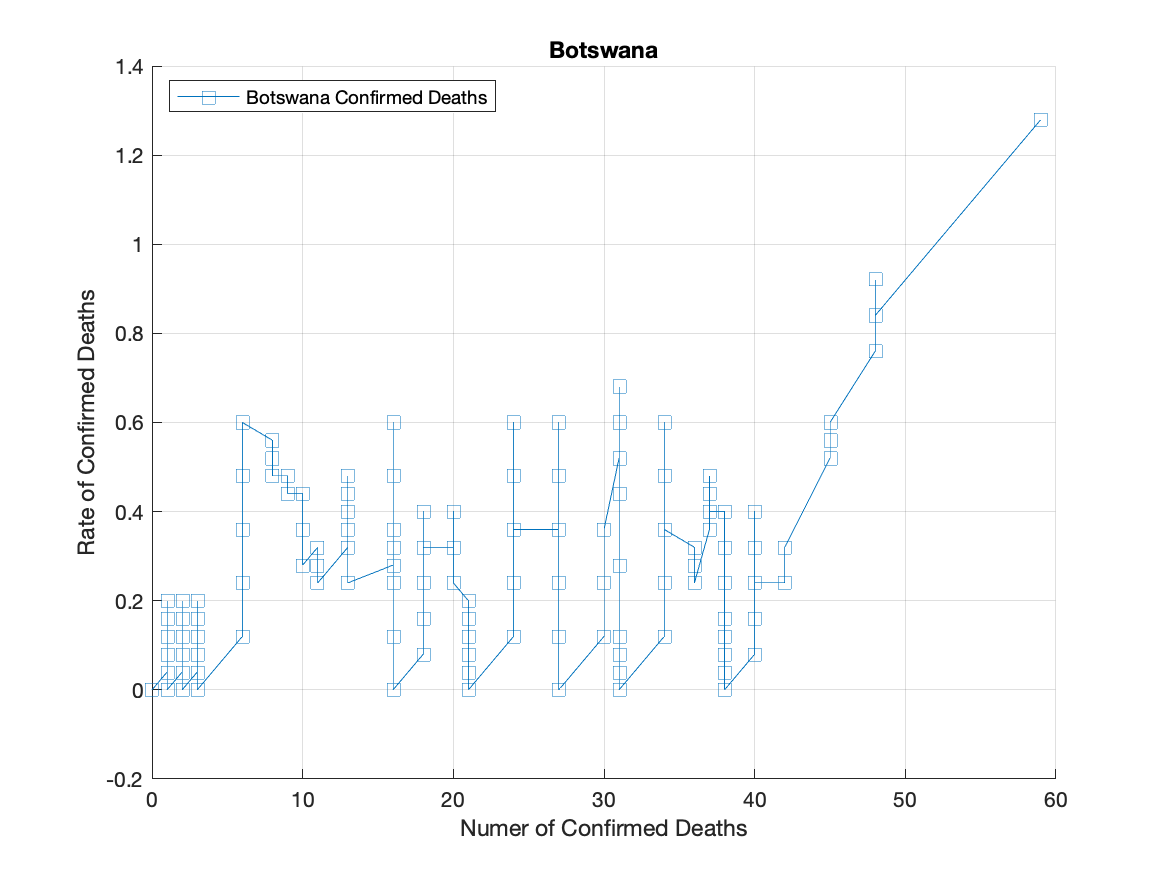 Botswana
Botswana Confirmed Deaths
1.4
1.2
1
0.8
0.6
0.4
0.2
0
-0.2
Rate of Confirmed Deaths
0 10 20 30 40 50 60
Numer of Confirmed Deaths